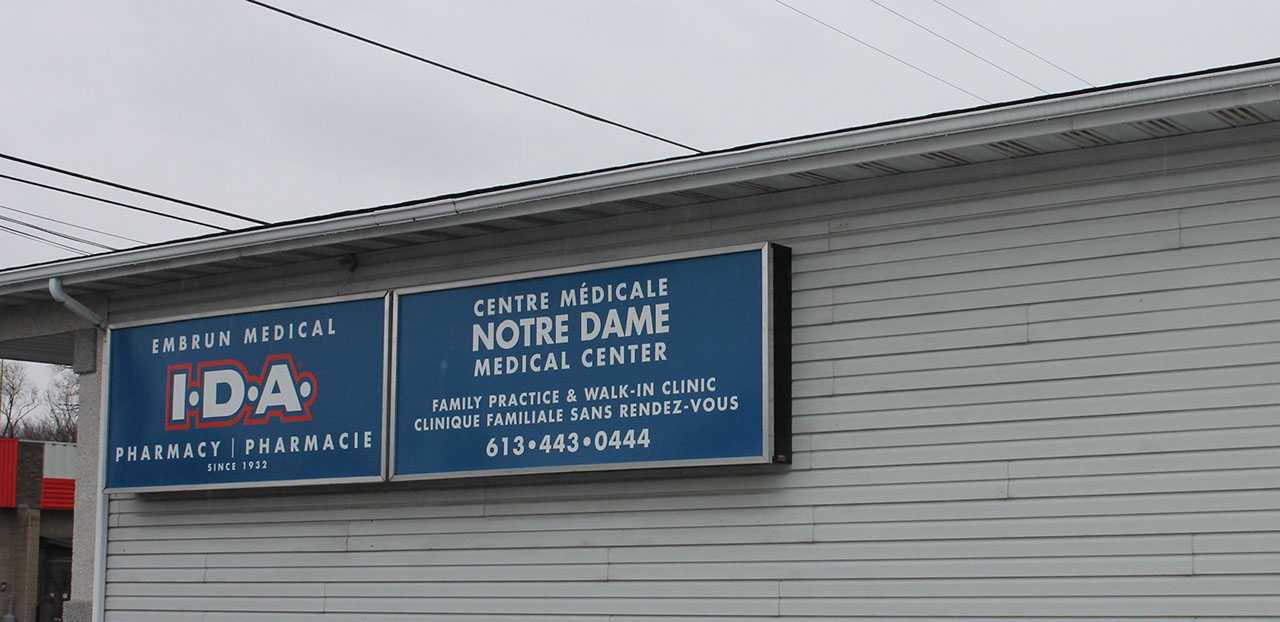 EMBRUN MEDICAL
I·D·A·
PHARMACY | PHARMACIE
SINCE 1932
CENTRE MÉDICALE
NOTRE DAME
MEDICAL CENTER
FAMILY PRACTICE & WALK-IN CLINIC
CLINIQUE FAMILIALE SANS RENDEZ-VOUS
613•443•0444